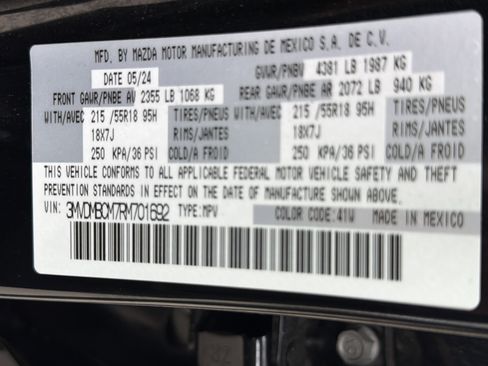 MFD. BY MAZDA MOTOR MANUFACTURING DE MEXICO S.A. DE C.V.
DATE 05/24 GVWR/PNBV 4381 LB 1987 KG
FRONT GAWR/PNBE AV 2355 LB 1068 KG REAR GAWR/PNBE AR 2072 LB 940 KG
WITH/AVEC 215 /55R18 95H TIRES/PNEUS WITH/AVEC 215 /55R18 95H TIRES/PNEUS
18X7J RIMS/JANTES 18X7J RIMS/JANTES
250 KPA/36 PSI COLD/A FROID 250 KPA/36 PSI COLD/A FROID
THIS VEHICLE CONFORMS TO ALL APPLICABLE FEDERAL MOTOR VEHICLE SAFETY AND THEFT
PREVENTION STANDARDS IN EFFECT ON THE DATE OF MANUFACTURE SHOWN ABOVE.
VIN: 3MVDMBCM7RM701692 TYPE:MPV COLOR CODE:41W MADE IN MEXICO